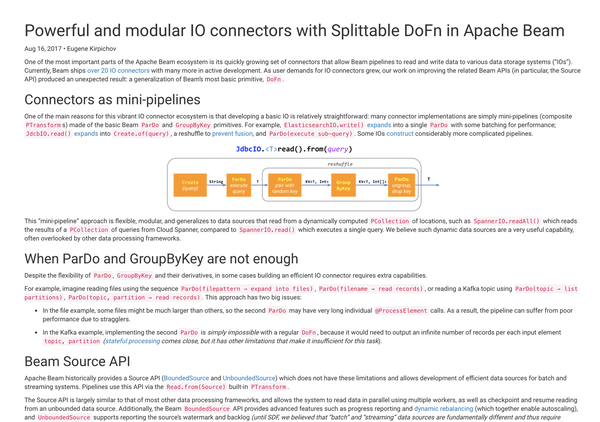 Powerful and modular IO connectors with Splittable DoFn in Apache Beam
Aug 16, 2017 • Eugene Kirpichov
One of the most important parts of the Apache Beam ecosystem is its quickly growing set of connectors that allow Beam pipelines to read and write data to various data storage systems ("IOs").
Currently, Beam ships over 20 IO connectors with many more in active development. As user demands for IO connectors grew, our work on improving the related Beam APIs (in particular, the Source
API) produced an unexpected result: a generalization of Beam's most basic primitive, DoFn .
Connectors as mini-pipelines
One of the main reasons for this vibrant IO connector ecosystem is that developing a basic IO is relatively straightforward: many connector implementations are simply mini-pipelines (composite
PTransform s) made of the basic Beam ParDo and GroupByKey primitives. For example, ElasticsearchIO.write() expands into a single ParDo with some batching for performance;
JdbcIO.read() expands into Create.of(query) , a reshuffle to prevent fusion, and ParDo(execute sub-query) . Some IOs construct considerably more complicated pipelines.
JdbcIO.<T>read().from(query)
reshuffle
Create (query)
String
ParDo execute query
T
ParDo pair with random key
KV<T, Int>
Group ByKey
KV<T, Int[]>
ParDo ungroup, drop key
T
This "mini-pipeline" approach is flexible, modular, and generalizes to data sources that read from a dynamically computed PCollection of locations, such as SpannerIO.readAll() which reads
the results of a PCollection of queries from Cloud Spanner, compared to SpannerIO.read() which executes a single query. We believe such dynamic data sources are a very useful capability,
often overlooked by other data processing frameworks.
When ParDo and GroupByKey are not enough
Despite the flexibility of ParDo , GroupByKey and their derivatives, in some cases building an efficient IO connector requires extra capabilities.
For example, imagine reading files using the sequence ParDo(filepattern → expand into files) , ParDo(filename → read records) , or reading a Kafka topic using ParDo(topic → list
partitions) , ParDo(topic, partition → read records) . This approach has two big issues:
• In the file example, some files might be much larger than others, so the second ParDo may have very long individual @ProcessElement calls. As a result, the pipeline can suffer from poor
performance due to stragglers.
• In the Kafka example, implementing the second ParDo is simply impossible with a regular DoFn , because it would need to output an infinite number of records per each input element
topic, partition (stateful processing comes close, but it has other limitations that make it insufficient for this task).
Beam Source API
Apache Beam historically provides a Source API (BoundedSource and UnboundedSource) which does not have these limitations and allows development of efficient data sources for batch and
streaming systems. Pipelines use this API via the Read.from(Source) built-in PTransform .
The Source API is largely similar to that of most other data processing frameworks, and allows the system to read data in parallel using multiple workers, as well as checkpoint and resume reading
from an unbounded data source. Additionally, the Beam BoundedSource API provides advanced features such as progress reporting and dynamic rebalancing (which together enable autoscaling),
and UnboundedSource supports reporting the source's watermark and backlog (until SDF, we believed that "batch" and "streaming" data sources are fundamentally different and thus require